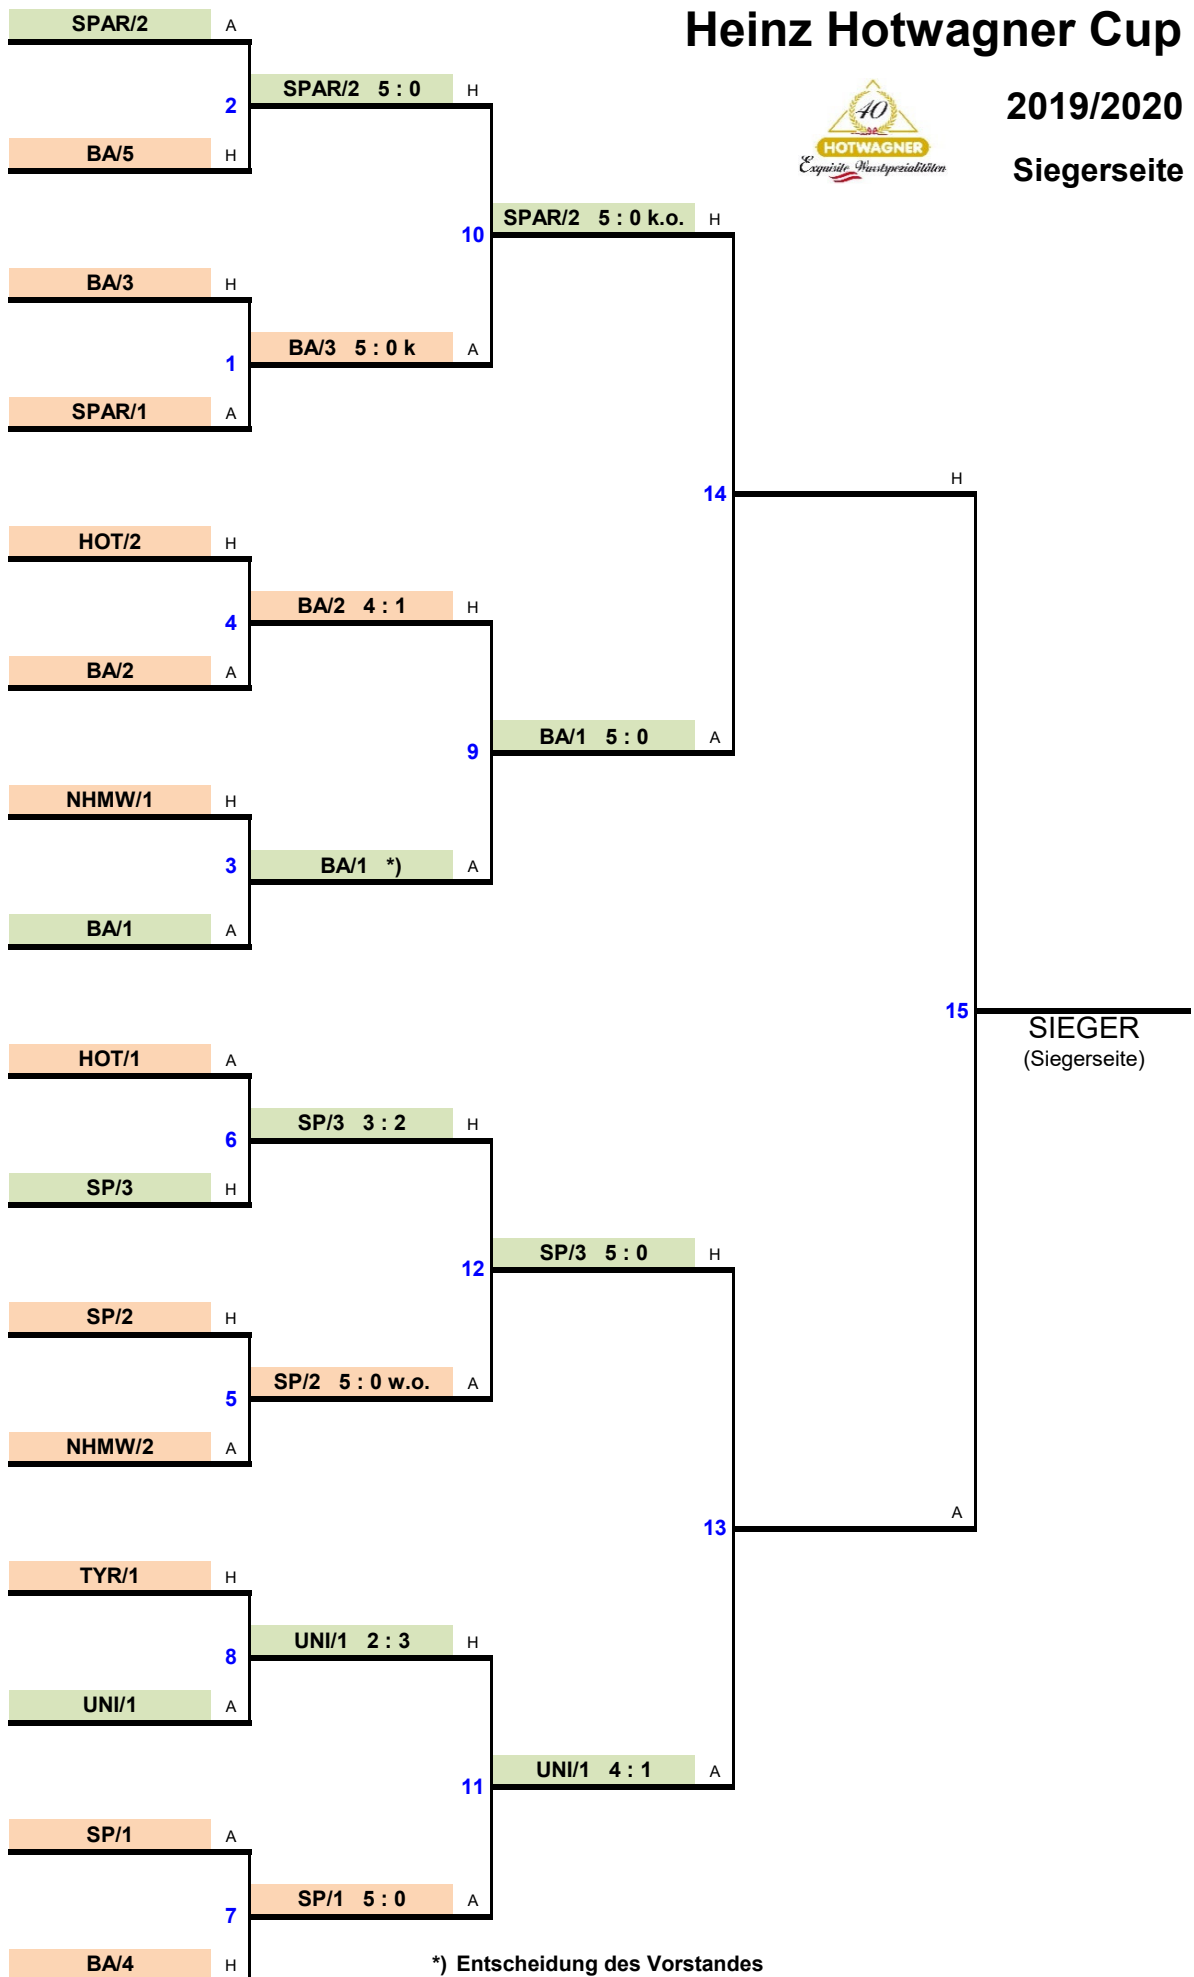 SPAR/2 A
Heinz Hotwagner Cup
2 SPAR/2 5 : 0 H
40
2019/2020
BA/5 H
HOTWAGNER
Exquisite Wurstspezialitäten
Siegerseite
10 SPAR/2 5 : 0 k.o. H
BA/3 H
1 BA/3 5 : 0 k A
SPAR/1 A
14 H
HOT/2 H
4 BA/2 4 : 1 H
BA/2 A
9 BA/1 5 : 0 A
NHMW/1 H
3 BA/1 *) A
BA/1 A
15
SIEGER
(Siegerseite)
HOT/1 A
6 SP/3 3 : 2 H
SP/3 H
12 SP/3 5 : 0 H
SP/2 H
5 SP/2 5 : 0 w.o. A
NHMW/2 A
13 A
TYR/1 H
8 UNI/1 2 : 3 H
UNI/1 A
11 UNI/1 4 : 1 A
SP/1 A
7 SP/1 5 : 0 A
BA/4 H
*) Entscheidung des Vorstandes